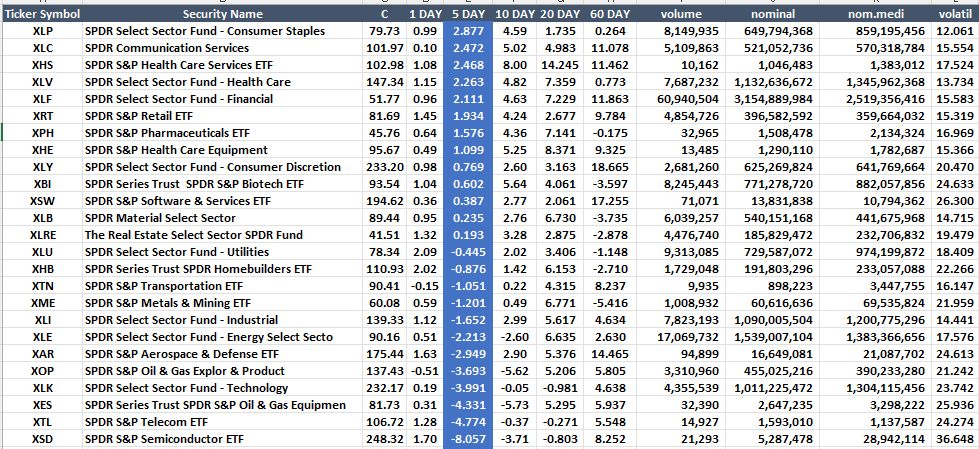 Ticker Symbol Security Name C 1 DAY 5 DAY 10 DAY 20 DAY 60 DAY volume nominal nom.medi volatil
XLP SPDR Select Sector Fund - Consumer Staples 79.73 0.99 2.877 4.59 1.735 0.264 8,149,935 649,794,368 859,195,456 12.061
XLC SPDR Communication Services 101.97 0.10 2.472 5.02 4.983 11.078 5,109,863 521,052,736 570,318,784 15.554
XHS SPDR S&P Health Care Services ETF 102.98 1.08 2.468 8.00 14.245 11.462 10,162 1,046,483 1,383,012 17.524
XLV SPDR Select Sector Fund - Health Care 147.34 1.15 2.263 4.82 7.359 0.773 7,687,232 1,132,636,672 1,345,962,368 13.734
XLF SPDR Select Sector Fund - Financial 51.77 0.96 2.111 4.63 7.229 11.863 60,940,504 3,154,889,984 2,519,356,416 15.583
XRT SPDR S&P Retail ETF 81.69 1.45 1.934 4.24 2.677 9.784 4,854,726 396,582,592 359,664,032 15.319
XPH SPDR S&P Pharmaceuticals ETF 45.76 0.64 1.576 4.36 7.141 -0.175 32,965 1,508,478 2,134,324 16.969
XHE SPDR S&P Health Care Equipment 95.67 0.49 1.099 5.25 8.371 9.325 13,485 1,290,110 1,782,687 15.366
XLY SPDR Select Sector Fund - Consumer Discretion 233.20 0.98 0.769 2.60 3.163 18.665 2,681,260 625,269,824 641,769,664 20.470
XBI SPDR Series Trust SPDR S&P Biotech ETF 93.54 1.04 0.602 5.64 4.061 -3.597 8,245,443 771,278,720 882,057,856 24.633
XSW SPDR S&P Software & Services ETF 194.62 0.36 0.387 2.77 2.061 17.255 71,071 13,831,838 10,794,362 26.300
XLB SPDR Material Select Sector 89.44 0.95 0.235 2.76 6.730 -3.735 6,039,257 540,151,168 441,675,968 14.715
XLRE The Real Estate Select Sector SPDR Fund 41.51 1.32 0.193 3.28 2.875 -2.878 4,476,740 185,829,472 232,706,832 19.479
XLU SPDR Select Sector Fund - Utilities 78.34 2.09 -0.445 2.02 3.406 -1.148 9,313,085 729,587,072 974,199,872 18.409
XHB SPDR Series Trust SPDR Homebuilders ETF 110.93 2.02 -0.876 1.42 6.153 -2.710 1,729,048 191,803,296 233,057,088 22.266
XTN SPDR S&P Transportation ETF 90.41 -0.15 -1.051 0.22 4.315 8.237 9,935 898,223 3,447,755 16.147
XME SPDR S&P Metals & Mining ETF 60.08 0.59 -1.201 0.49 6.771 -5.416 1,008,932 60,616,636 69,535,824 21.959
XLI SPDR Select Sector Fund - Industrial 139.33 1.12 -1.652 2.99 5.617 4.634 7,823,193 1,090,005,504 1,200,775,296 14.441
XLE SPDR Select Sector Fund - Energy Select Secto 90.16 0.51 -2.213 -2.60 6.635 2.630 17,069,732 1,539,007,104 1,383,366,656 17.576
XAR SPDR S&P Aerospace & Defense ETF 175.44 1.63 -2.949 2.90 5.376 14.465 94,899 16,649,081 21,087,702 24.613
XOP SPDR S&P Oil & Gas Explor & Product 137.43 -0.51 -3.693 -5.62 5.206 5.805 3,310,960 455,025,216 390,233,280 21.242
XLK SPDR Select Sector Fund - Technology 232.17 0.19 -3.991 -0.05 -0.981 4.638 4,355,539 1,011,225,472 1,304,115,456 23.742
XES SPDR Series Trust SPDR S&P Oil & Gas Equipmen 81.73 0.31 -4.331 -5.73 5.295 5.937 32,390 2,647,235 3,298,222 25.936
XTL SPDR S&P Telecom ETF 106.72 1.28 -4.774 -0.37 -0.271 5.548 14,927 1,593,010 1,137,587 24.274
XSD SPDR S&P Semiconductor ETF 248.32 1.70 -8.057 -3.71 -0.803 8.252 21,293 5,287,478 28,942,114 36.648